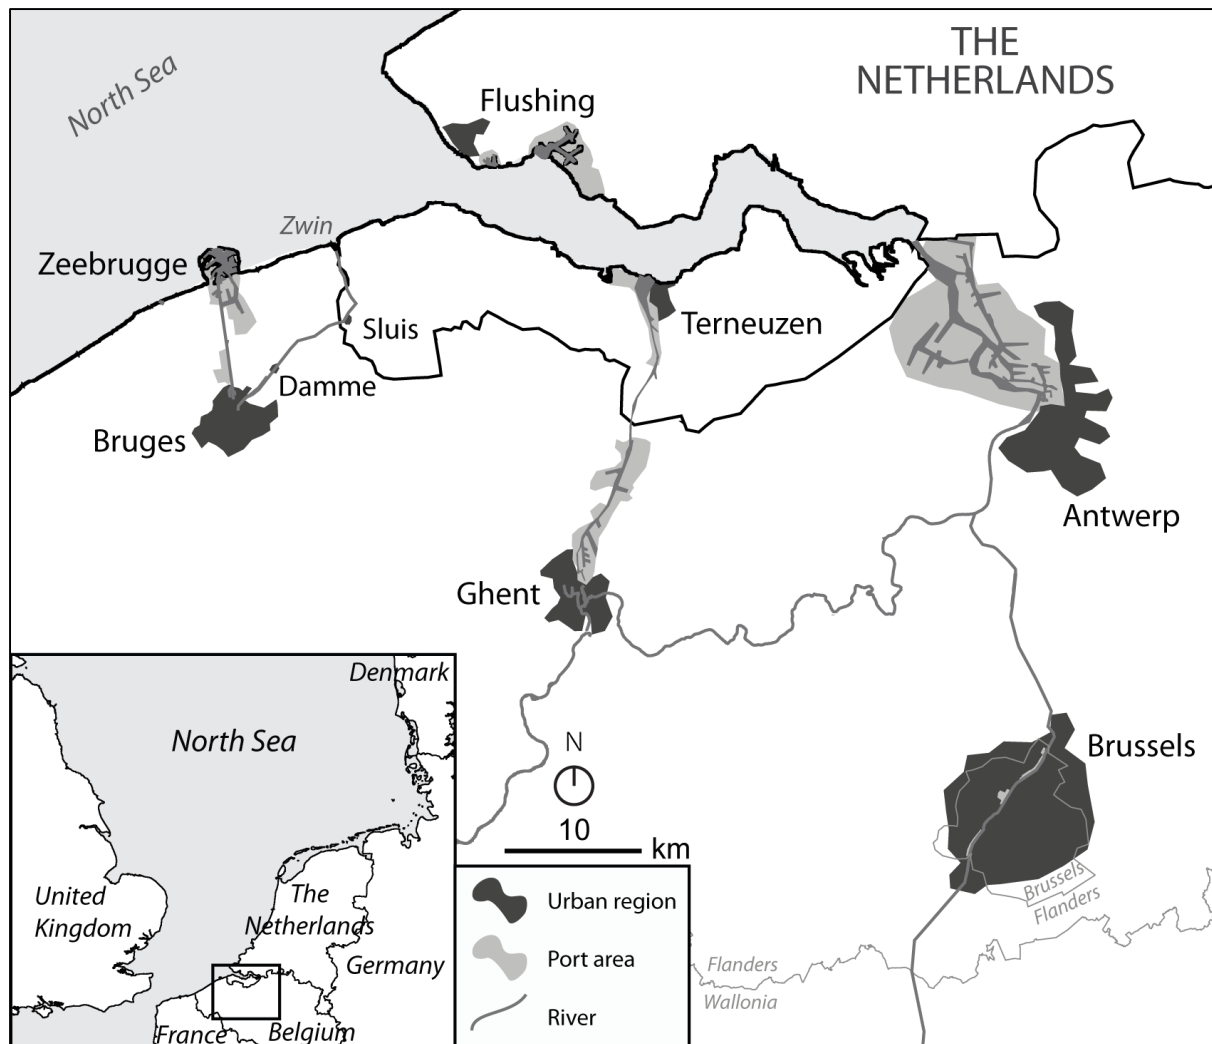 THE
NETHERLANDS
North Sea
Flushing
Zwin
Zeebrugge
Sluis
Terneuzen
Damme
Bruges
Antwerp
Ghent
Brussels
N
10
km
Brussels
Flanders
Flanders
Wallonia
Denmark
North Sea
United
Kingdom
The
Netherlands
Germany
France
Belgium
Urban region
Port area
River